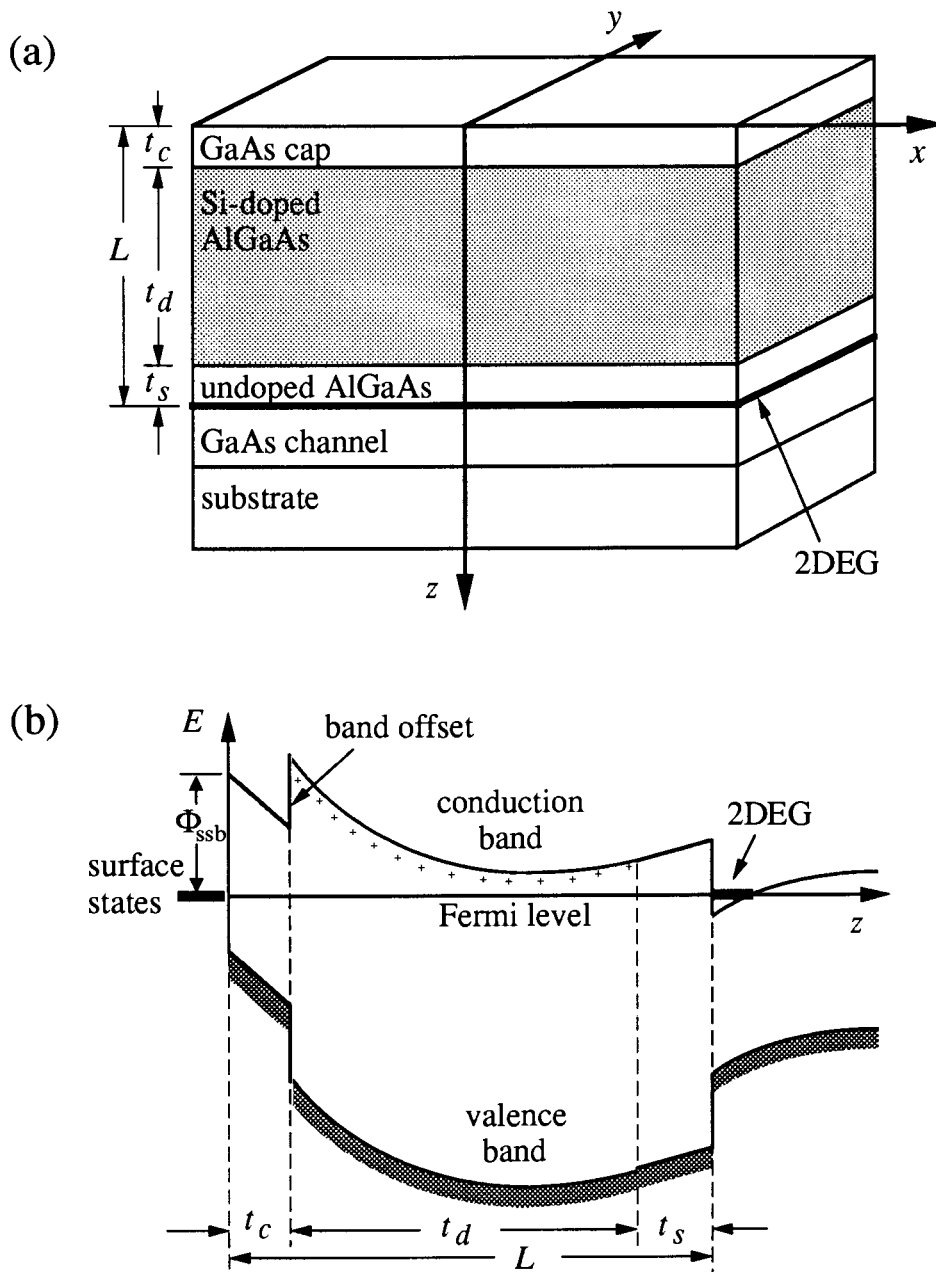 (a)
y
x
t_c
GaAs cap
Si-doped
AlGaAs
L
t_d
t_s
undoped AlGaAs
GaAs channel
substrate
2DEG
z
(b)
E
band offset
Φ_ssb
conduction
band
2DEG
surface
states
Fermi level
z
valence
band
t_c
t_d
t_s
L